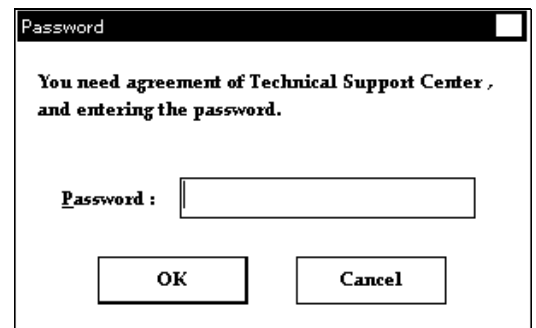 Password
You need agreement of Technical Support Center ,
and entering the password.
Password :
OK
Cancel